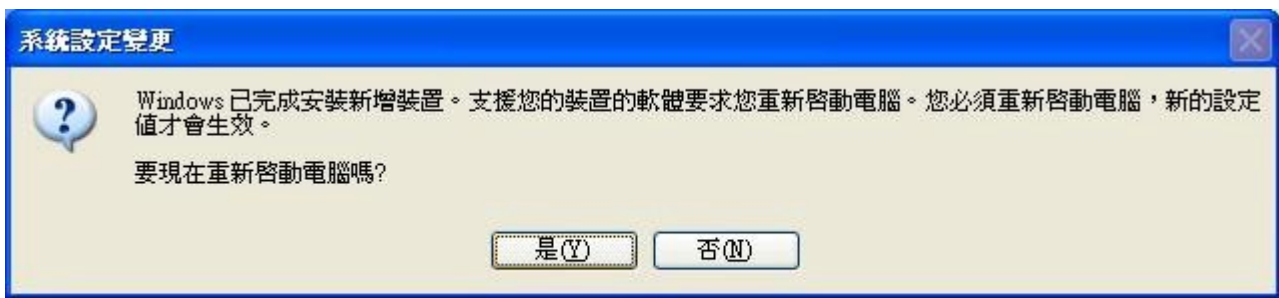 系統設定變更
Windows 已完成安裝新增裝置。支援您的裝置的軟體要求您重新啟動電腦。您必須重新啟動電腦，新的設定
值才會生效。
要現在重新啟動電腦嗎?
是(Y)
否(N)